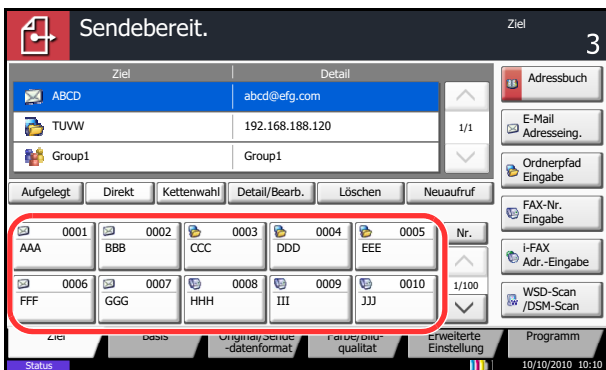 Sendebereit.
Ziel
3
Ziel
Detail
ABCD
abcd@efg.com
TUVW
192.168.188.120
1/1
Group1
Group1
Adressbuch
E-Mail
Adresseing.
Ordnerpfad
Eingabe
FAX-Nr.
Eingabe
i-FAX
Adr.-Eingabe
WSD-Scan
/DSM-Scan
Aufgelegt
Direkt
Kettenwahl
Detail/Bearb.
Löschen
Neuaufruf
0001
AAA
0002
BBB
0003
CCC
0004
DDD
0005
EEE
Nr.
0006
FFF
0007
GGG
0008
HHH
0009
III
0010
JJJ
1/100
Ziel
Basis
Original/Sende
-datenformat
Farbe/Bild-
qualitat
Erweiterte
Einstellung
Programm
Status
10/10/2010 10:10